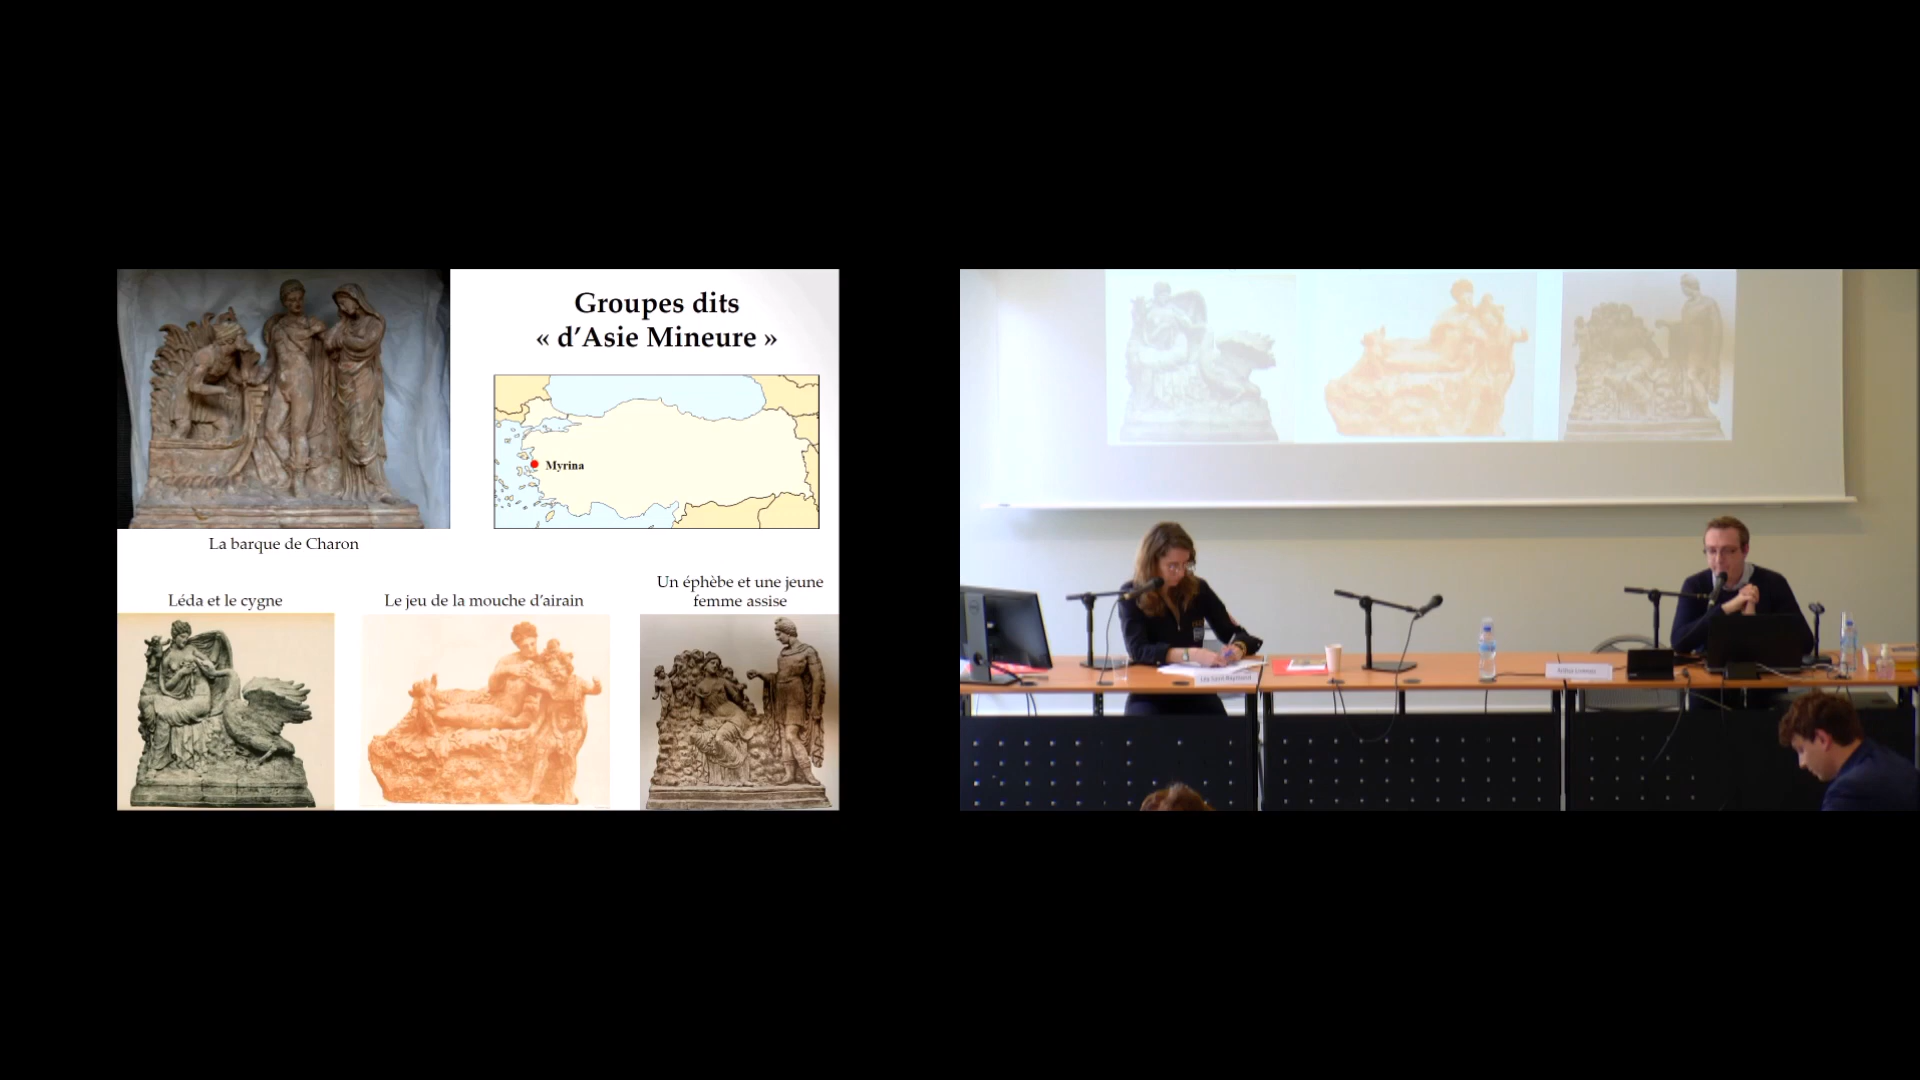 Groupes dits
« d’Asie Mineure »
Myrina
La barque de Charon
Léda et le cygne
Le jeu de la mouche d’airain
Un éphèbe et une jeune
femme assise